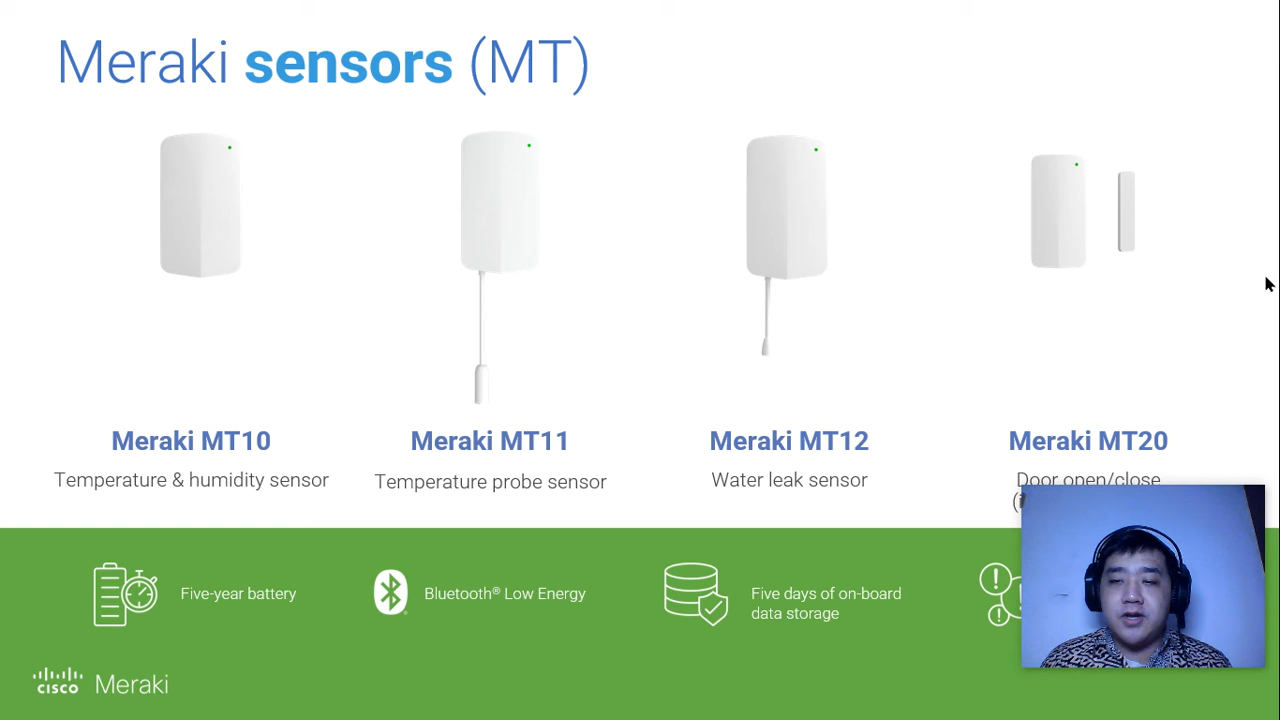 Meraki sensors (MT)
Meraki MT10
Temperature & humidity sensor
Meraki MT11
Temperature probe sensor
Meraki MT12
Water leak sensor
Meraki MT20
Door open/close
Five-year battery
Bluetooth® Low Energy
Five days of on-board
data storage
CISCO Meraki